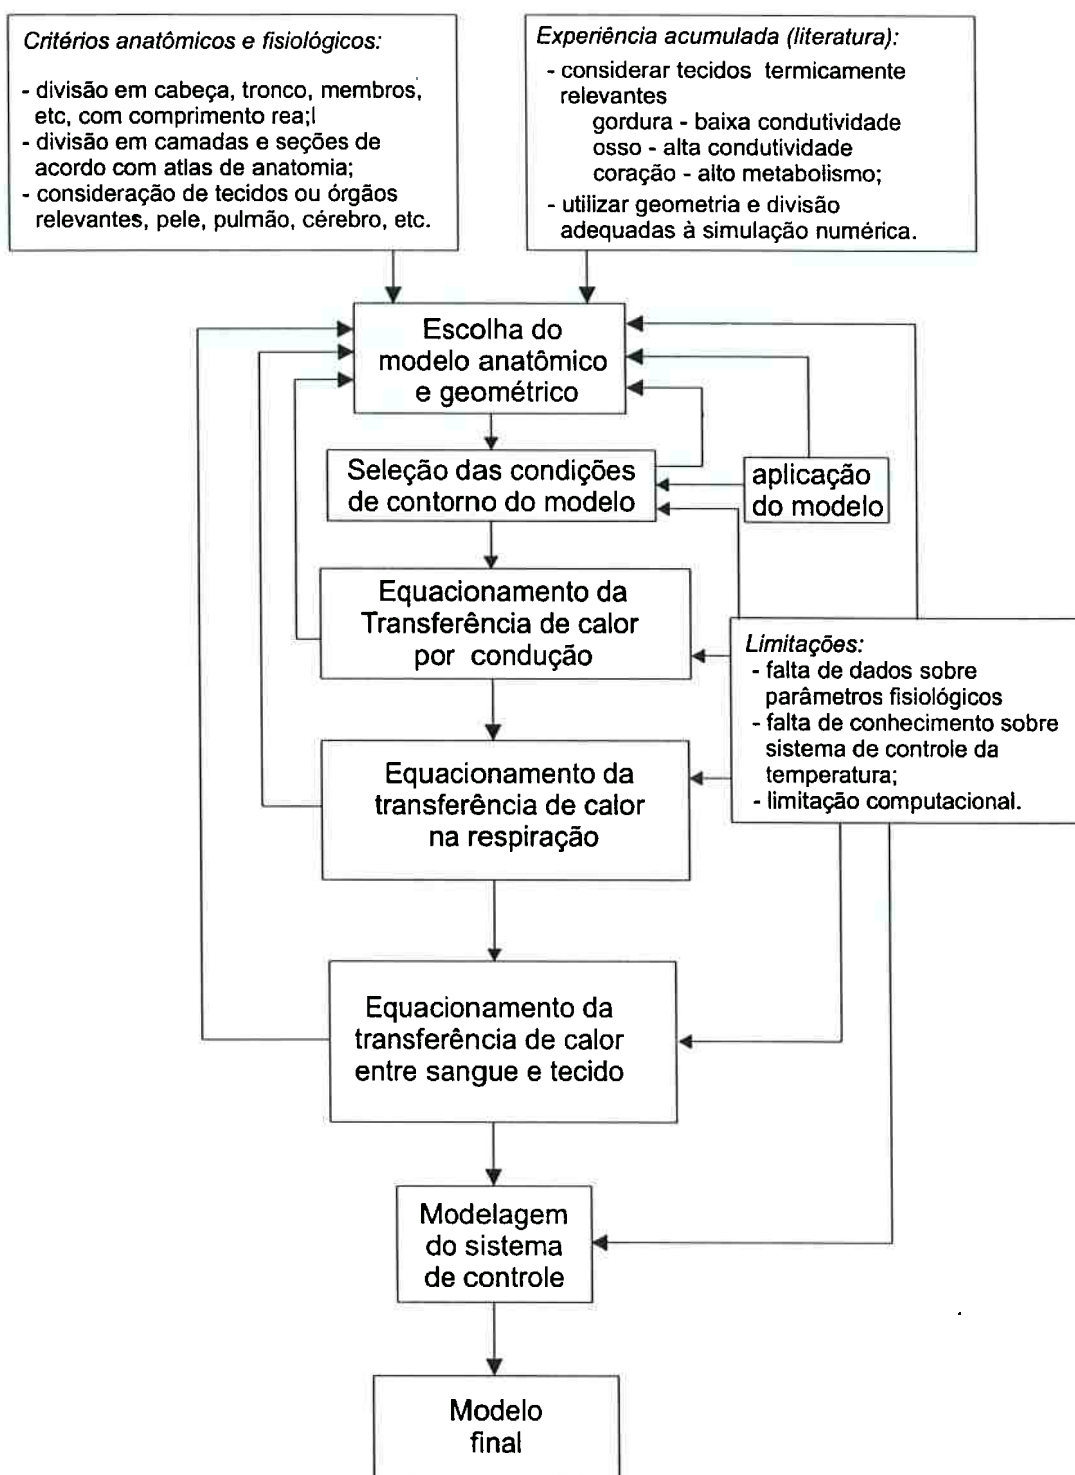 Critérios anatômicos e fisiológicos:
- divisão em cabeça, tronco, membros,
etc, com comprimento rea;l
- divisão em camadas e seções de
acordo com atlas de anatomia;
- consideração de tecidos ou órgãos
relevantes, pele, pulmão, cérebro, etc.
Experiência acumulada (literatura):
- considerar tecidos termicamente
relevantes
gordura - baixa condutividade
osso - alta condutividade
coração - alto metabolismo;
- utilizar geometria e divisão
adequadas à simulação numérica.
Escolha do
modelo anatômico
e geométrico
Seleção das condições
de contorno do modelo
aplicação
do modelo
Equacionamento da
Transferência de calor
por condução
Limitações:
- falta de dados sobre
parâmetros fisiológicos
- falta de conhecimento sobre
sistema de controle da
temperatura;
- limitação computacional.
Equacionamento da
transferência de calor
na respiração
Equacionamento da
transferência de calor
entre sangue e tecido
Modelagem
do sistema
de controle
Modelo
final